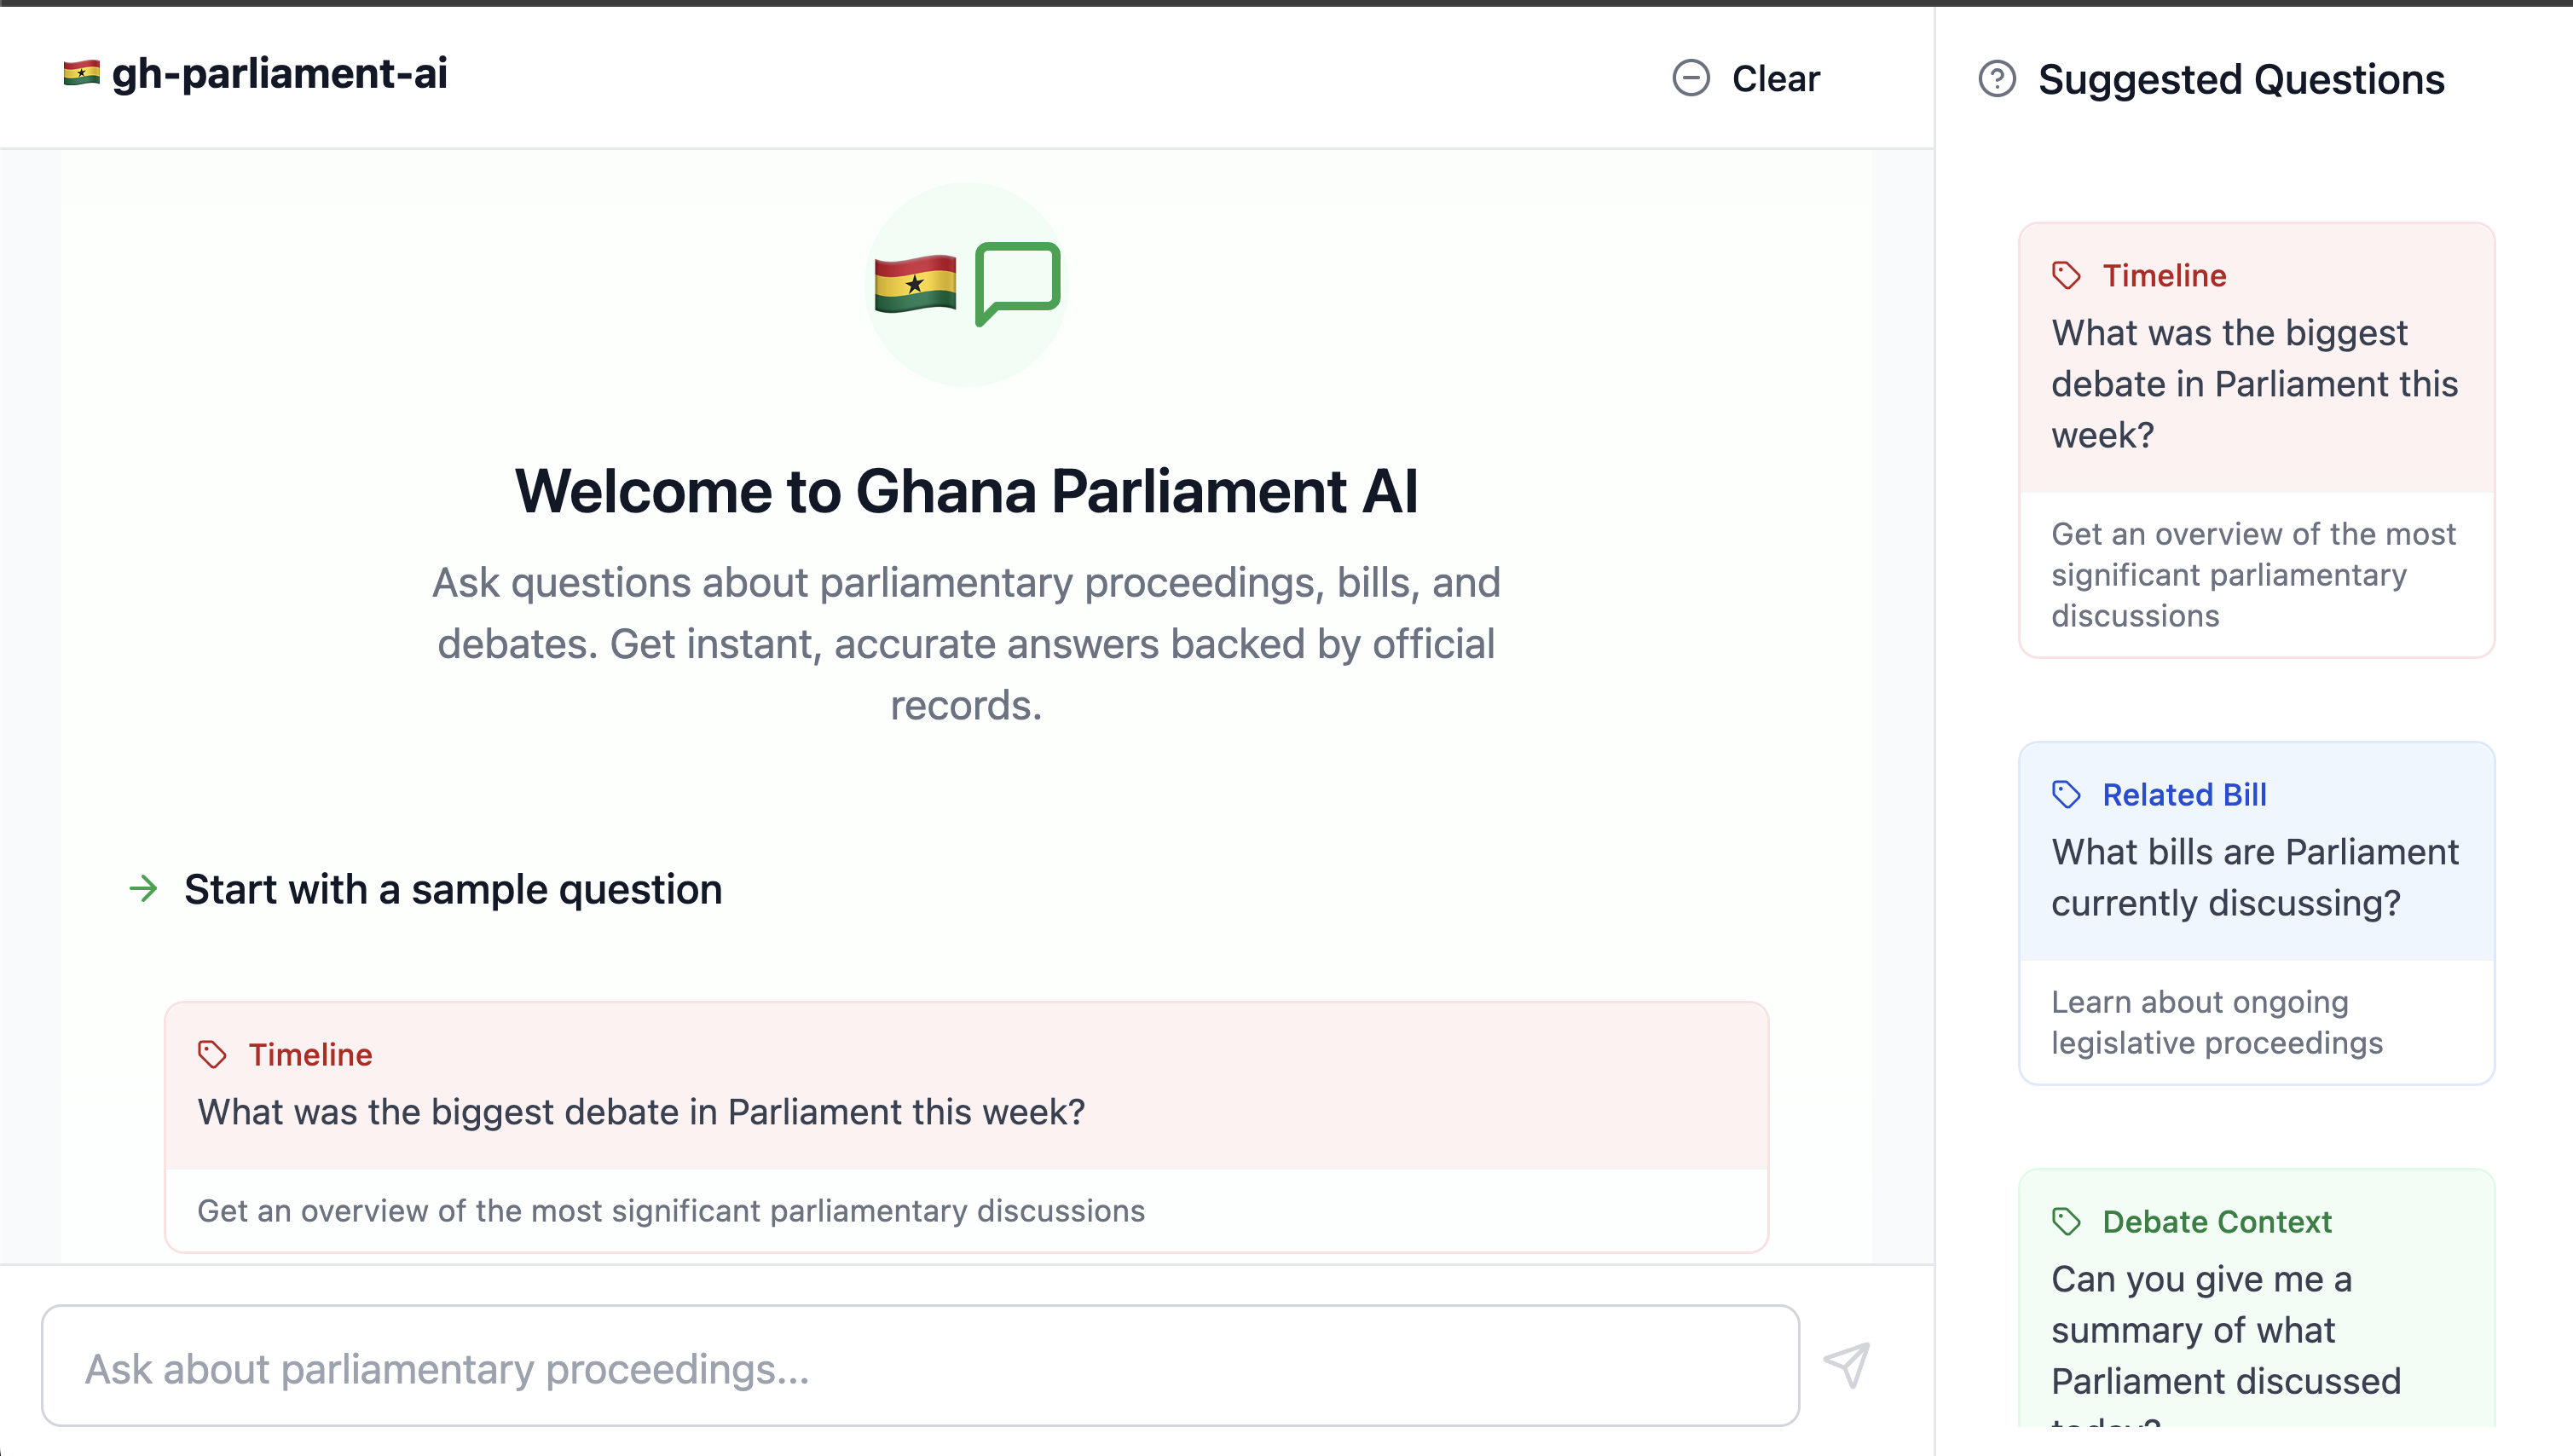 gh-parliament-ai
Clear
Welcome to Ghana Parliament AI
Ask questions about parliamentary proceedings, bills, and
debates. Get instant, accurate answers backed by official
records.
Start with a sample question
Timeline
What was the biggest debate in Parliament this week?
Get an overview of the most significant parliamentary discussions
Ask about parliamentary proceedings...
Suggested Questions
Timeline
What was the biggest
debate in Parliament this
week?
Get an overview of the most
significant parliamentary
discussions
Related Bill
What bills are Parliament
currently discussing?
Learn about ongoing
legislative proceedings
Debate Context
Can you give me a
summary of what
Parliament discussed
today?